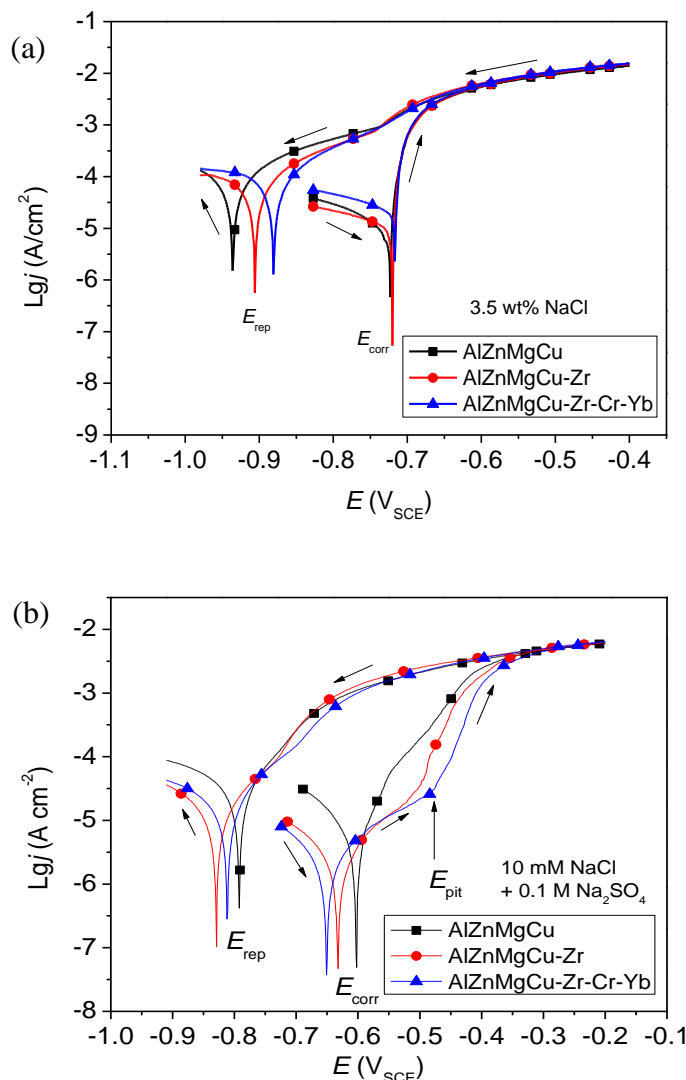 (a)
-1
-2
-3
-4
-5
-6
-7
-8
-9
Lgj (A/cm²)
E_rep
E_corr
3.5 wt% NaCl
AlZnMgCu
AlZnMgCu-Zr
AlZnMgCu-Zr-Cr-Yb
-1.1 -1.0 -0.9 -0.8 -0.7 -0.6 -0.5 -0.4
E (V_SCE)
(b)
-2
-3
-4
-5
-6
-7
-8
Lgj (A cm⁻²)
E_rep
E_corr
E_pit
10 mM NaCl
+ 0.1 M Na₂SO₄
AlZnMgCu
AlZnMgCu-Zr
AlZnMgCu-Zr-Cr-Yb
-1.0 -0.9 -0.8 -0.7 -0.6 -0.5 -0.4 -0.3 -0.2 -0.1
E (V_SCE)